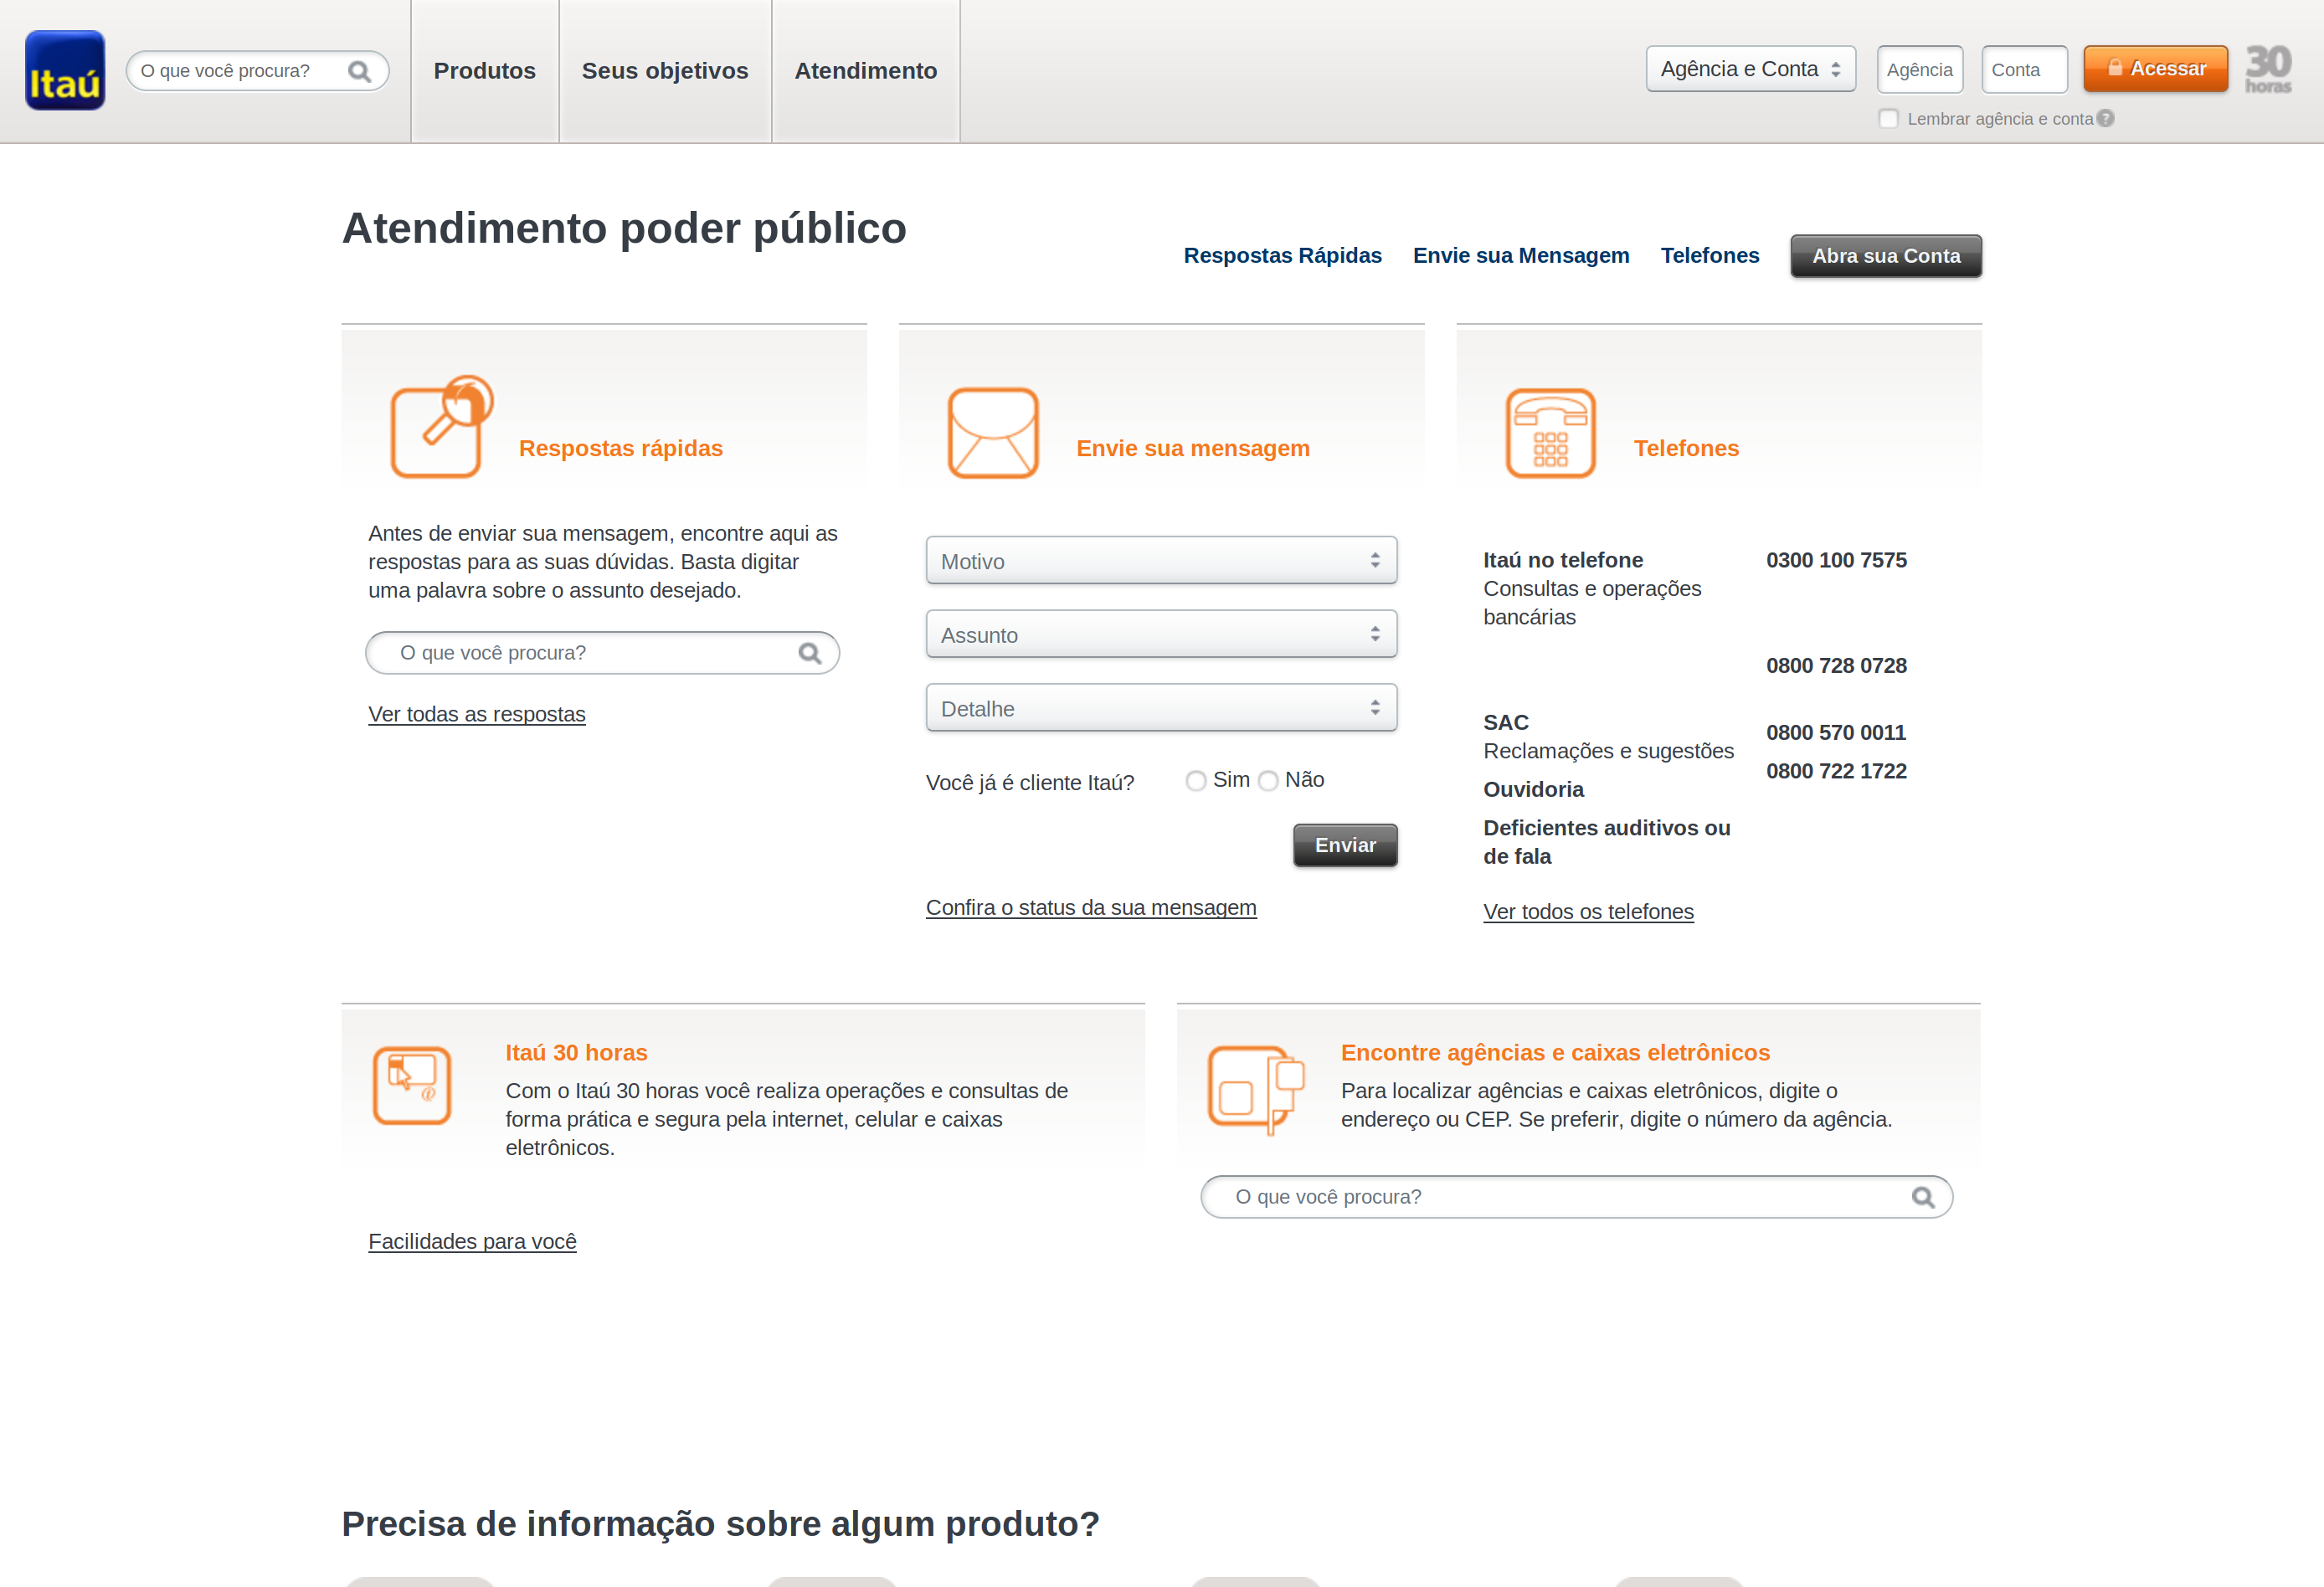 Itaú
O que você procura?
Produtos
Seus objetivos
Atendimento
Agência e Conta
Agência
Conta
Acessar
30
horas
Lembrar agência e conta ?
Atendimento poder público
Respostas Rápidas
Envie sua Mensagem
Telefones
Abra sua Conta
Respostas rápidas
Antes de enviar sua mensagem, encontre aqui as
respostas para as suas dúvidas. Basta digitar
uma palavra sobre o assunto desejado.
O que você procura?
Ver todas as respostas
Envie sua mensagem
Motivo
Assunto
Detalhe
Você já é cliente Itaú?
Sim
Não
Enviar
Confira o status da sua mensagem
Telefones
Itaú no telefone
0300 100 7575
Consultas e operações
bancárias
0800 728 0728
SAC
0800 570 0011
Reclamações e sugestões
0800 722 1722
Ouvidoria
Deficientes auditivos ou
de fala
Ver todos os telefones
Itaú 30 horas
Com o Itaú 30 horas você realiza operações e consultas de
forma prática e segura pela internet, celular e caixas
eletrônicos.
Facilidades para você
Encontre agências e caixas eletrônicos
Para localizar agências e caixas eletrônicos, digite o
endereço ou CEP. Se preferir, digite o número da agência.
O que você procura?
Precisa de informação sobre algum produto?